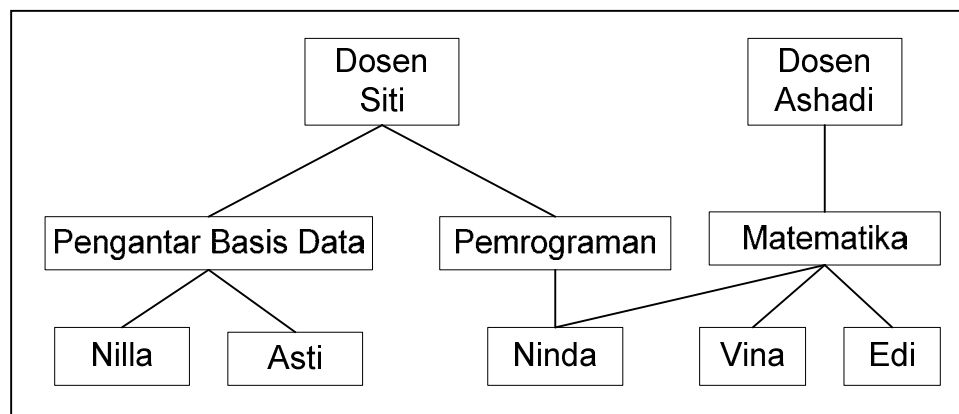 Dosen
Siti
Dosen
Ashadi
Pengantar Basis Data
Pemrograman
Matematika
Nilla
Asti
Ninda
Vina
Edi